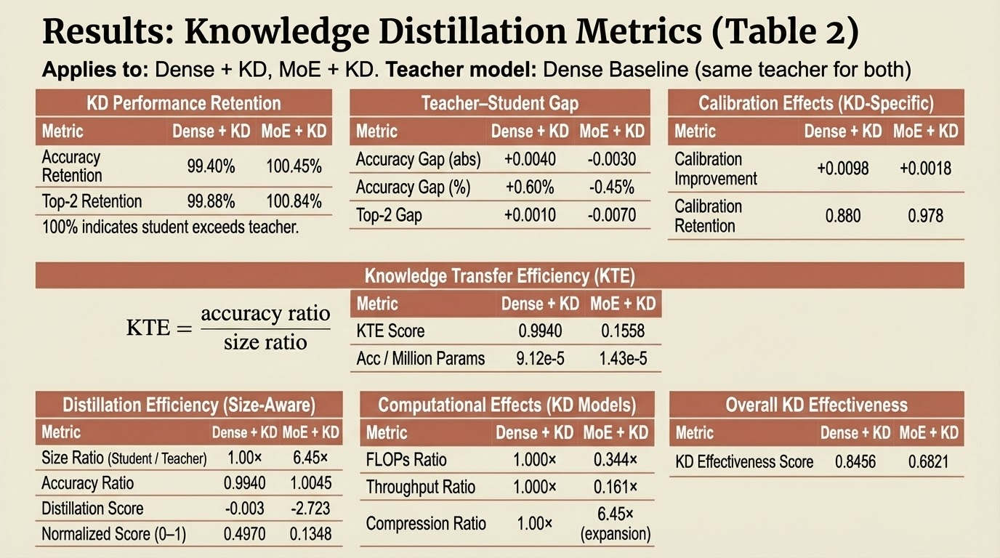 Results: Knowledge Distillation Metrics (Table 2)
Applies to: Dense + KD, MoE + KD. Teacher model: Dense Baseline (same teacher for both)
KD Performance Retention
Metric Dense + KD MoE + KD
Accuracy
Retention 99.40% 100.45%
Top-2 Retention 99.88% 100.84%
100% indicates student exceeds teacher.
Teacher–Student Gap
Metric Dense + KD MoE + KD
Accuracy Gap (abs) +0.0040 -0.0030
Accuracy Gap (%) +0.60% -0.45%
Top-2 Gap +0.0010 -0.0070
Calibration Effects (KD-Specific)
Metric Dense + KD MoE + KD
Calibration
Improvement +0.0098 +0.0018
Calibration
Retention 0.880 0.978
Knowledge Transfer Efficiency (KTE)
KTE = accuracy ratio
size ratio
Metric Dense + KD MoE + KD
KTE Score 0.9940 0.1558
Acc / Million Params 9.12e-5 1.43e-5
Distillation Efficiency (Size-Aware)
Metric Dense + KD MoE + KD
Size Ratio (Student / Teacher) 1.00× 6.45×
Accuracy Ratio 0.9940 1.0045
Distillation Score -0.003 -2.723
Normalized Score (0–1) 0.4970 0.1348
Computational Effects (KD Models)
Metric Dense + KD MoE + KD
FLOPs Ratio 1.000× 0.344×
Throughput Ratio 1.000× 0.161×
Compression Ratio 1.00× 6.45×
(expansion)
Overall KD Effectiveness
Metric Dense + KD MoE + KD
KD Effectiveness Score 0.8456 0.6821